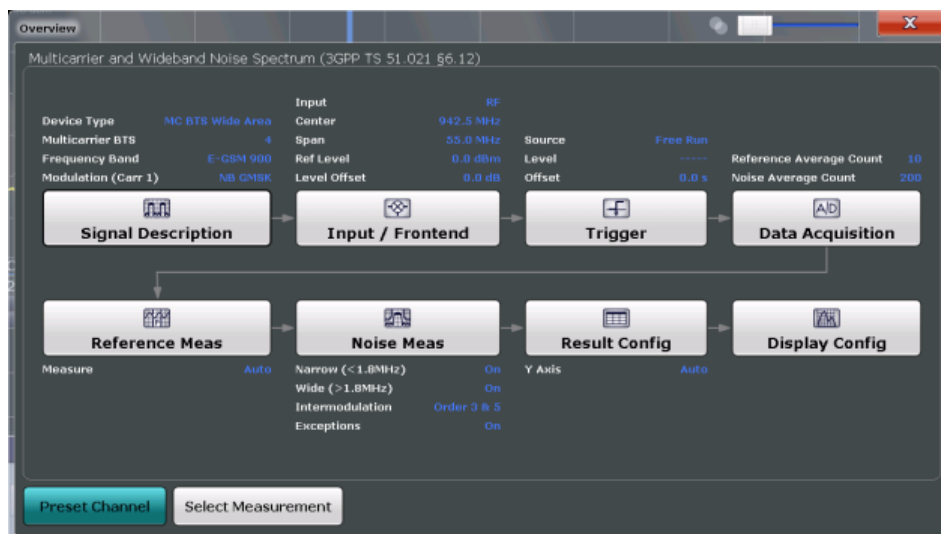 Overview
X
Multicarrier and Wideband Noise Spectrum (3GPP TS 51.021 §6.12)
Device Type MC BTS Wide Area
Multicarrier BTS 4
Frequency Band E-GSM 900
Modulation (Carr 1) NB GMSK
Signal Description
Input RF
Center 942.5 MHz
Span 55.0 MHz
Ref Level 0.0 dBm
Level Offset 0.0 dB
Input / Frontend
Source Free Run
Level -----
Offset 0.0 s
Trigger
Reference Average Count 10
Noise Average Count 200
A/D
Data Acquisition
Reference Meas
Measure Auto
Noise Meas
Narrow (<1.8MHz) On
Wide (>1.8MHz) On
Intermodulation Order 3 & 5
Exceptions On
Result Config
Y Axis Auto
Display Config
Preset Channel
Select Measurement